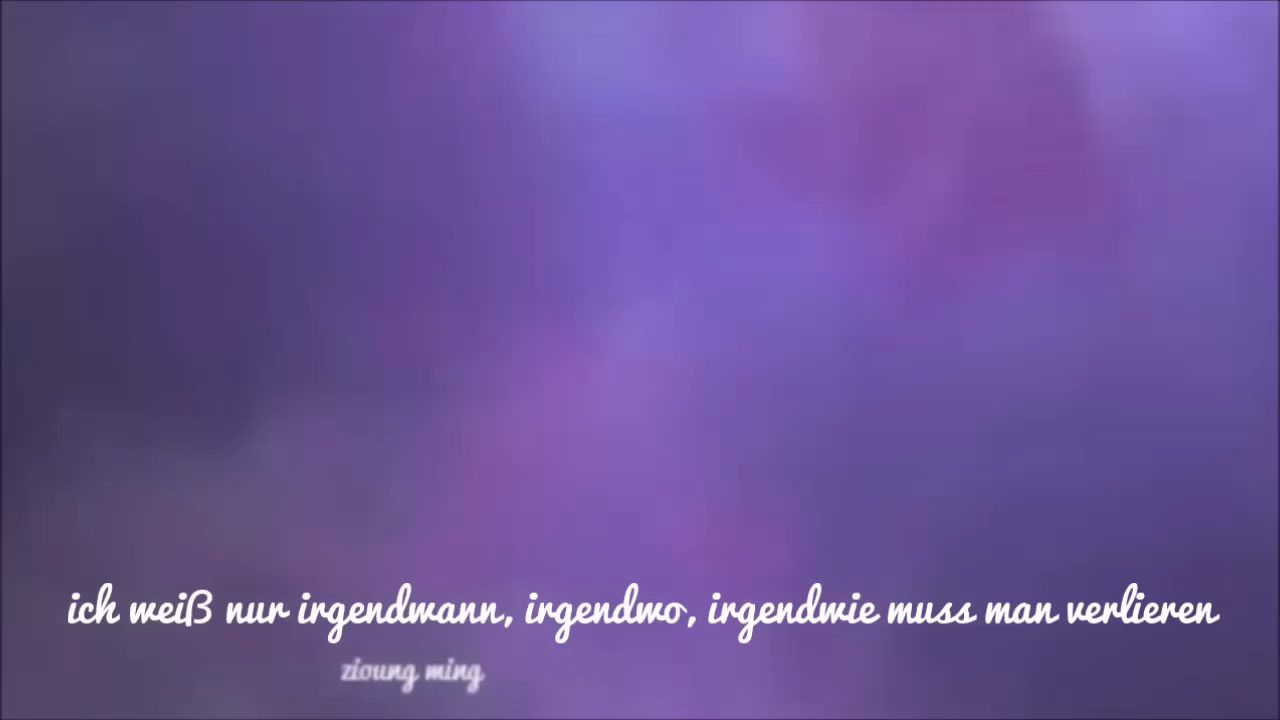 ich weiß nur irgendwann, irgendwo, irgendwie muss man verlieren
zioung ming